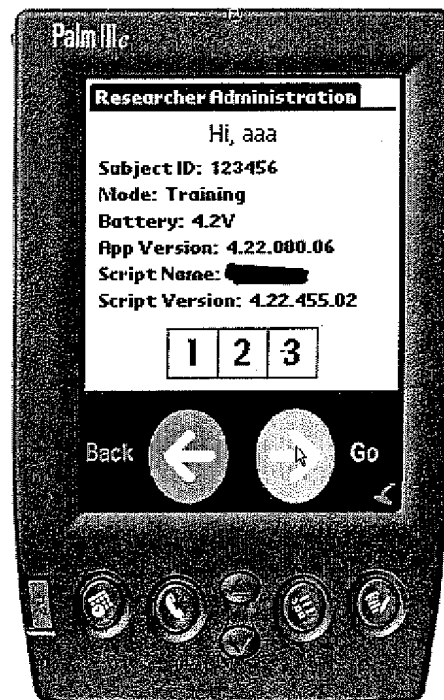 Palm IIIc
Researcher Administration
Hi, aaa
Subject ID: 123456
Mode: Training
Battery: 4.2V
App Version: 4.22.080.06
Script Name:
Script Version: 4.22.455.02
1 2 3
Back Go